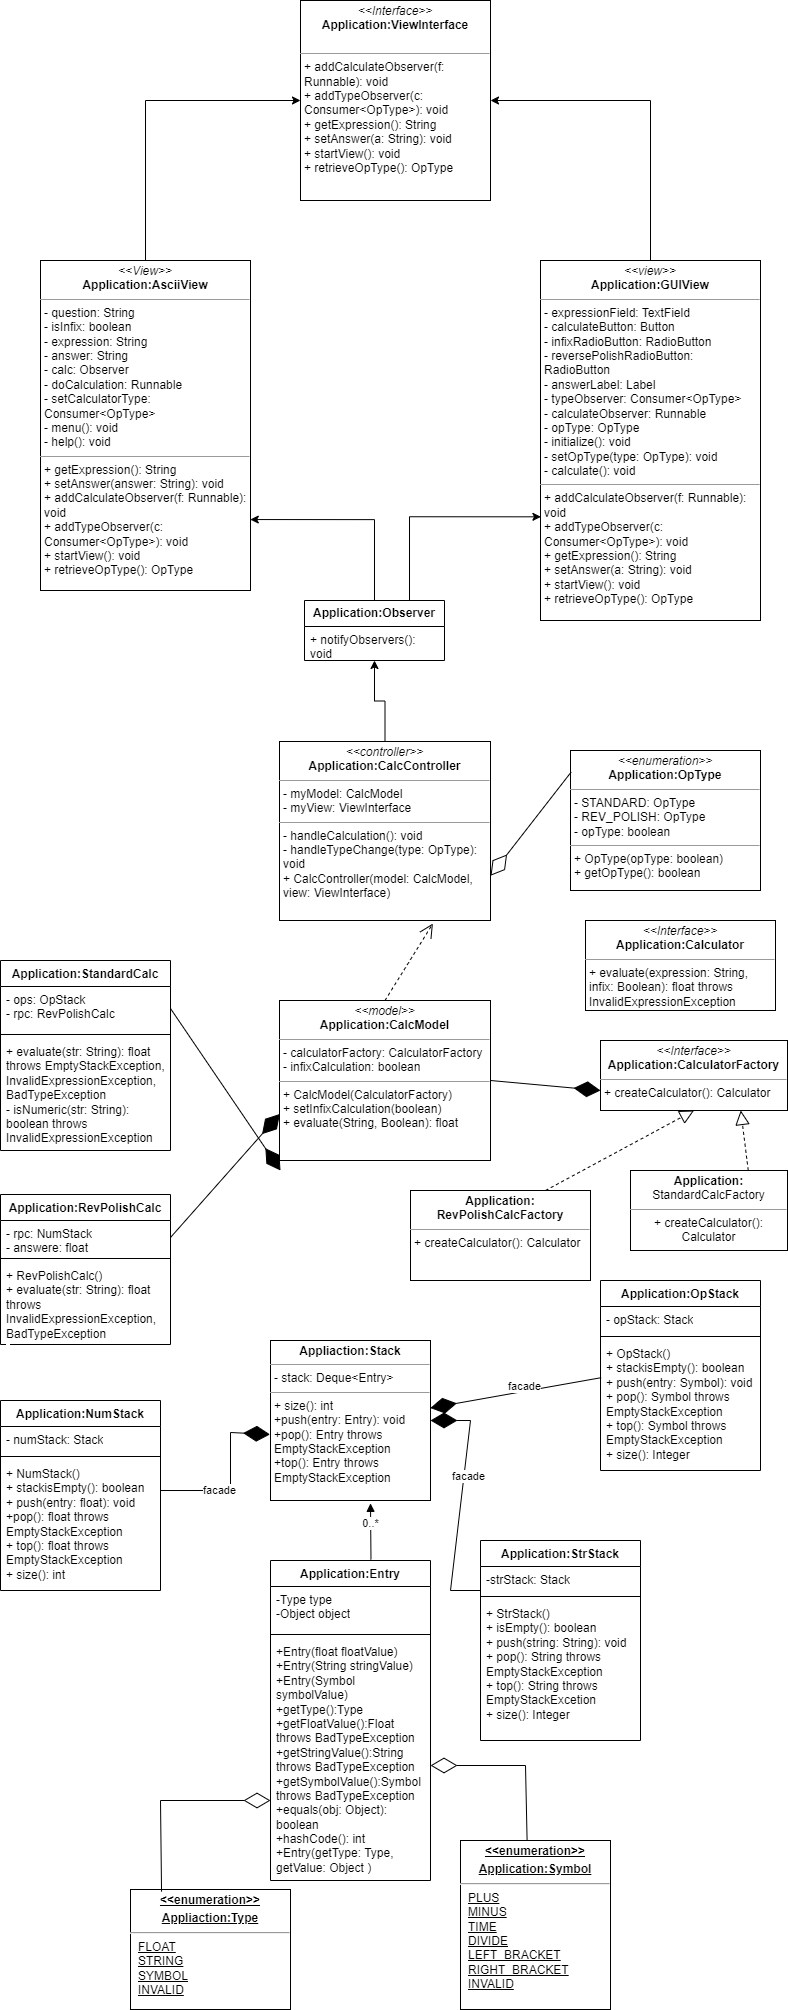 <<Interface>>
Application:ViewInterface
+ addCalculateObserver(f:
Runnable): void
+ addTypeObserver(c:
Consumer<OpType>): void
+ getExpression(): String
+ setAnswer(a: String): void
+ startView(): void
+ retrieveOpType(): OpType
<<View>>
Application:AsciiView
- question: String
- isInfix: boolean
- expression: String
- answer: String
- calc: Observer
- doCalculation: Runnable
- setCalculatorType:
Consumer<OpType>
- menu(): void
- help(): void
+ getExpression(): String
+ setAnswer(answer: String): void
+ addCalculateObserver(f: Runnable):
void
+ addTypeObserver(c:
Consumer<OpType>): void
+ startView(): void
+ retrieveOpType(): OpType
<<view>>
Application:GUIView
- expressionField: TextField
- calculateButton: Button
- infixRadioButton: RadioButton
- reversePolishRadioButton:
RadioButton
- answerLabel: Label
- typeObserver: Consumer<OpType>
- calculateObserver: Runnable
- opType: OpType
- initialize(): void
- setOpType(type: OpType): void
- calculate(): void
+ addCalculateObserver(f: Runnable):
void
+ addTypeObserver(c:
Consumer<OpType>): void
+ getExpression(): String
+ setAnswer(a: String): void
+ startView(): void
+ retrieveOpType(): OpType
Application:Observer
+ notifyObservers():
void
<<controller>>
Application:CalcController
- myModel: CalcModel
- myView: ViewInterface
- handleCalculation(): void
- handleTypeChange(type: OpType):
void
+ CalcController(model: CalcModel,
view: ViewInterface)
<<enumeration>>
Application:OpType
- STANDARD: OpType
- REV_POLISH: OpType
- opType: boolean
+ OpType(opType: boolean)
+ getOpType(): boolean
<<Interface>>
Application:Calculator
+ evaluate(expression: String,
infix: Boolean): float throws
InvalidExpressionException
Application:StandardCalc
- ops: OpStack
- rpc: RevPolishCalc
+ evaluate(str: String): float
throws EmptyStackException,
InvalidExpressionException,
BadTypeException
- isNumeric(str: String):
boolean throws
InvalidExpressionException
<<model>>
Application:CalcModel
- calculatorFactory: CalculatorFactory
- infixCalculation: boolean
+ CalcModel(CalculatorFactory)
+ setInfixCalculation(boolean)
+ evaluate(String, Boolean): float
<<Interface>>
Application:CalculatorFactory
+ createCalculator(): Calculator
Application:
RevPolishCalcFactory
+ createCalculator(): Calculator
Application:
StandardCalcFactory
+ createCalculator():
Calculator
Application:RevPolishCalc
- rpc: NumStack
- answere: float
+ RevPolishCalc()
+ evaluate(str: String): float
throws
InvalidExpressionException,
BadTypeException
Application:OpStack
- opStack: Stack
+ OpStack()
+ stackisEmpty(): boolean
+ push(entry: Symbol): void
+ pop(): Symbol throws
EmptyStackException
+ top(): Symbol throws
EmptyStackException
+ size(): Integer
Appliaction:Stack
- stack: Deque<Entry>
+ size(): int
+push(entry: Entry): void
+pop(): Entry throws
EmptyStackException
+top(): Entry throws
EmptyStackException
facade
facade
facade
Application:NumStack
- numStack: Stack
+ NumStack()
+ stackisEmpty(): boolean
+ push(entry: float): void
+pop(): float throws
EmptyStackException
+ top(): float throws
EmptyStackException
+ size(): int
0..*
Application:Entry
-Type type
-Object object
+Entry(float floatValue)
+Entry(String stringValue)
+Entry(Symbol
symbolValue)
+getType():Type
+getFloatValue():Float
throws BadTypeException
+getStringValue():String
throws BadTypeException
+getSymbolValue():Symbol
throws BadTypeException
+equals(obj: Object):
boolean
+hashCode(): int
+Entry(getType: Type,
getValue: Object )
Application:StrStack
-strStack: Stack
+ StrStack()
+ isEmpty(): boolean
+ push(string: String): void
+ pop(): String throws
EmptyStackException
+ top(): String throws
EmptyStackExcetion
+ size(): Integer
<<enumeration>>
Appliaction:Type
FLOAT
STRING
SYMBOL
INVALID
<<enumeration>>
Application:Symbol
PLUS
MINUS
TIME
DIVIDE
LEFT_BRACKET
RIGHT_BRACKET
INVALID